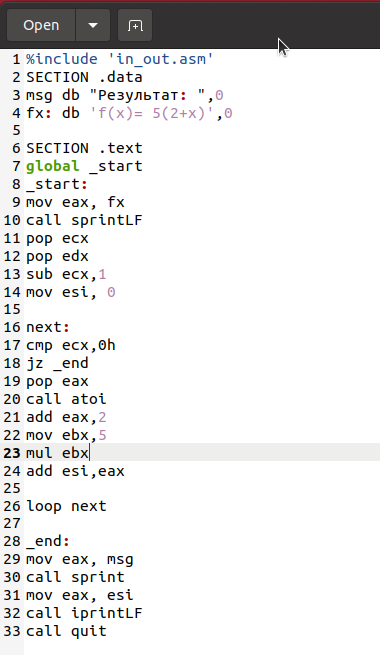 Open
1 %include 'in_out.asm'
2 SECTION .data
3 msg db "Результат: ",0
4 fx: db 'f(x)= 5(2+x)',0
5
6 SECTION .text
7 global _start
8 _start:
9 mov eax, fx
10 call sprintLF
11 pop ecx
12 pop edx
13 sub ecx,1
14 mov esi, 0
15
16 next:
17 cmp ecx,0h
18 jz _end
19 pop eax
20 call atoi
21 add eax,2
22 mov ebx,5
23 mul ebx
24 add esi,eax
25
26 loop next
27
28 _end:
29 mov eax, msg
30 call sprint
31 mov eax, esi
32 call iprintLF
33 call quit